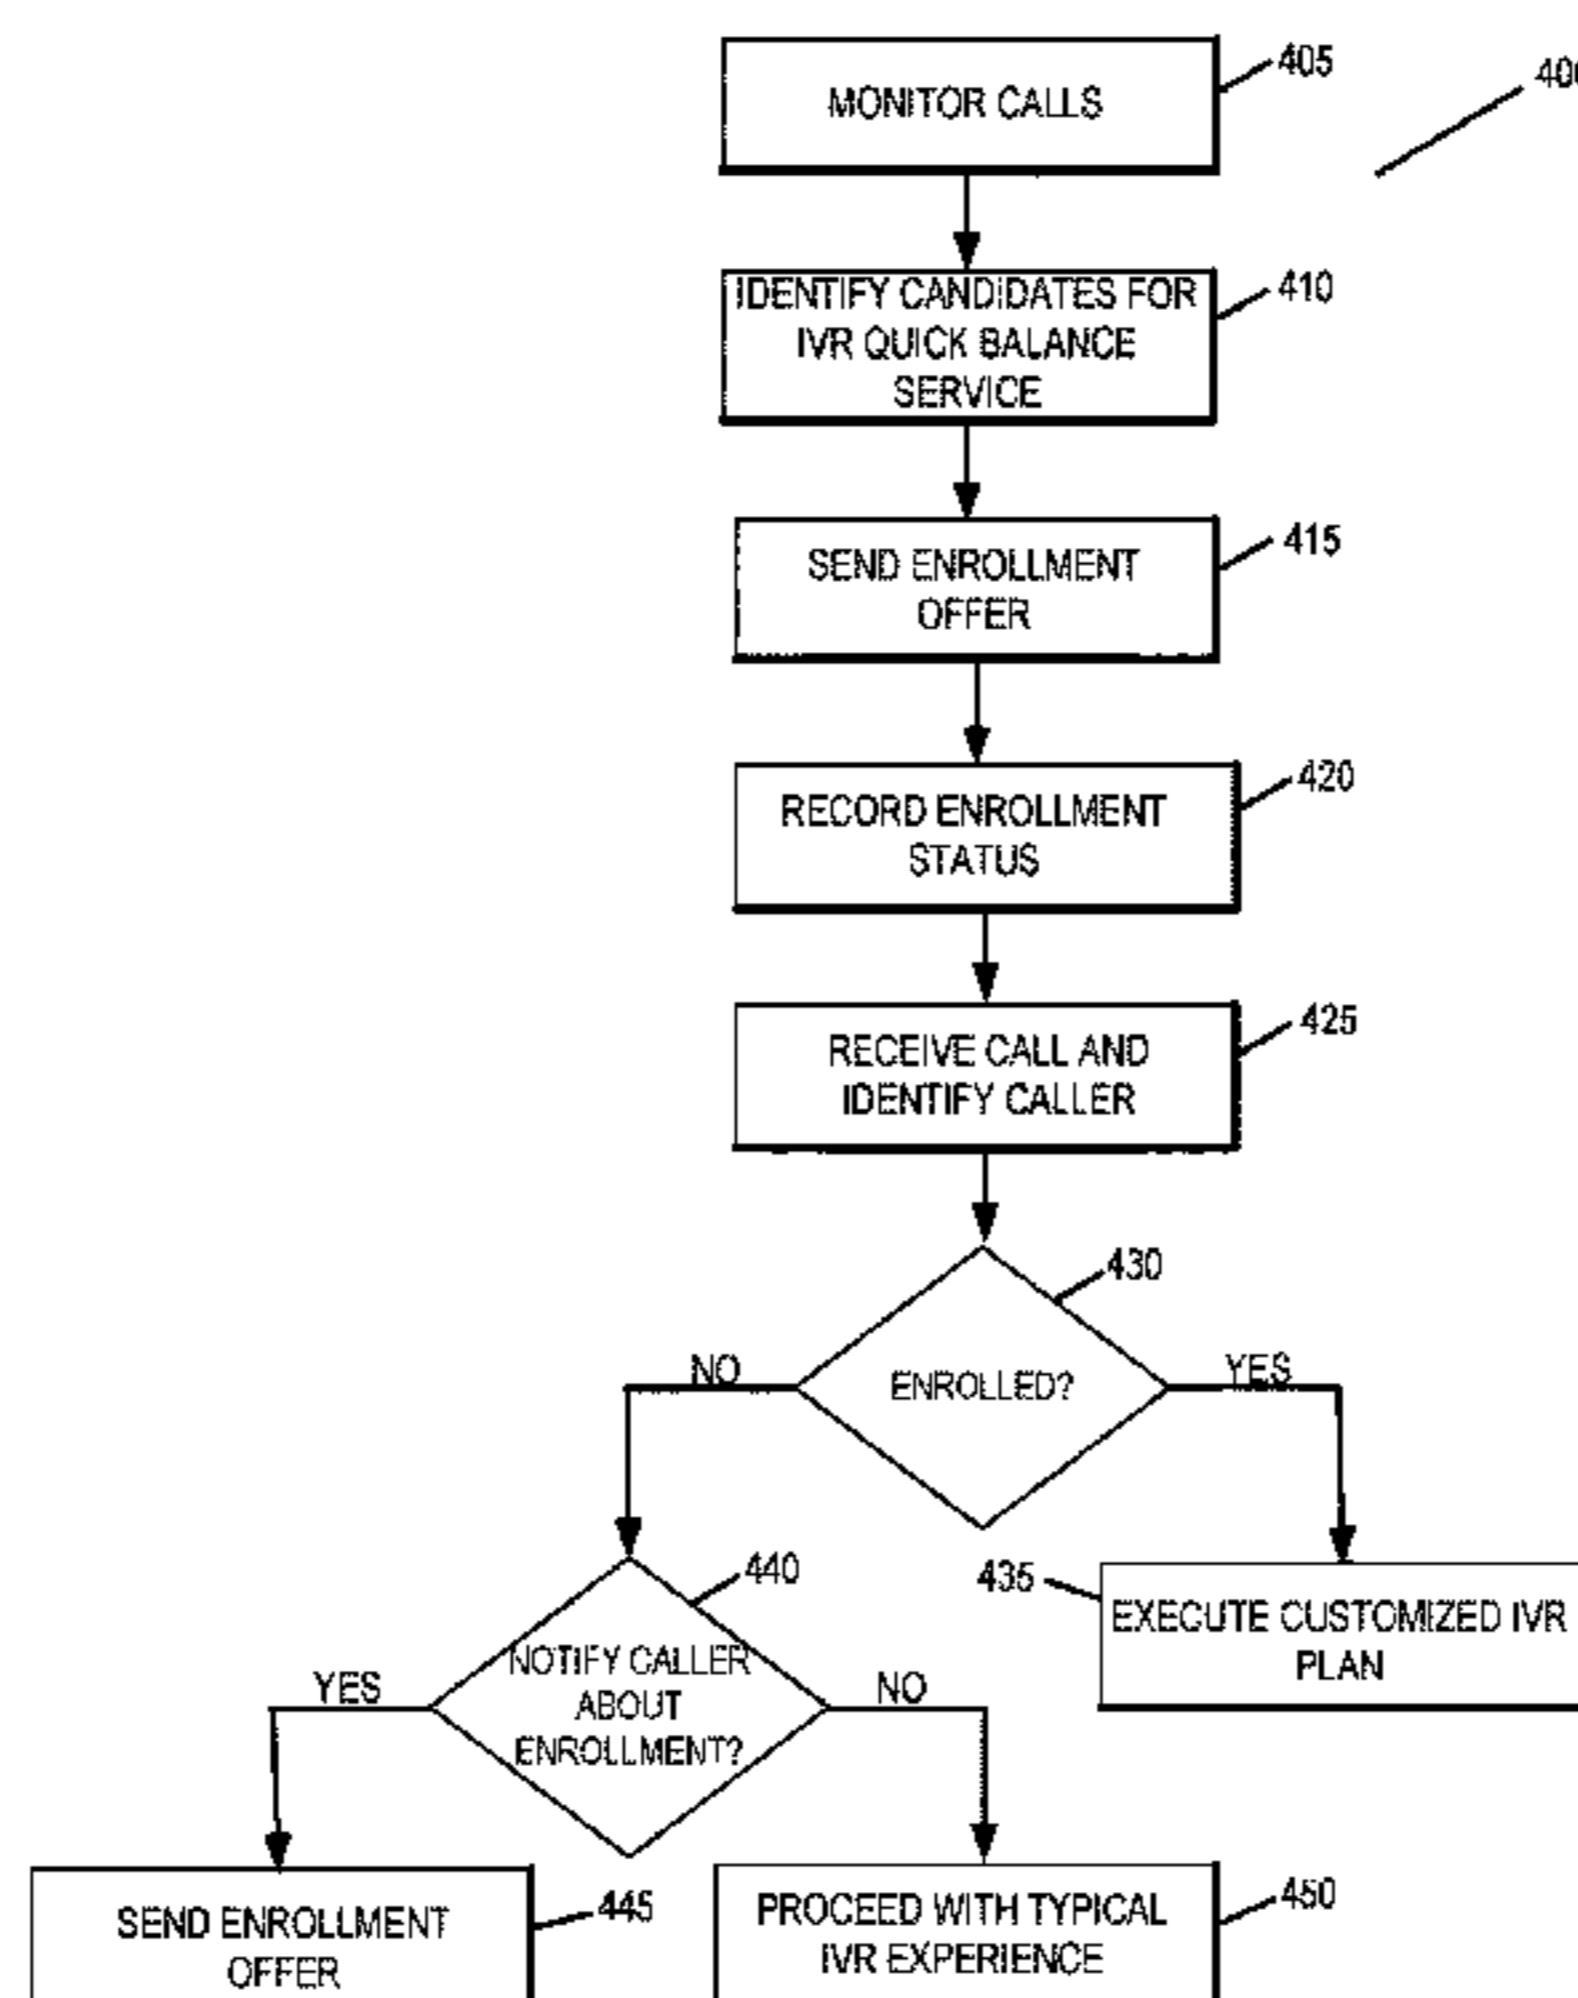 MONITOR CALLS
405
400
IDENTIFY CANDIDATES FOR
IVR QUICK BALANCE
SERVICE
410
SEND ENROLLMENT
OFFER
415
RECORD ENROLLMENT
STATUS
420
RECEIVE CALL AND
IDENTIFY CALLER
425
430
NO
ENROLLED?
YES
440
435
EXECUTE CUSTOMIZED IVR
PLAN
YES
NOTIFY CALLER
ABOUT
ENROLLMENT?
NO
SEND ENROLLMENT
OFFER
445
PROCEED WITH TYPICAL
IVR EXPERIENCE
450